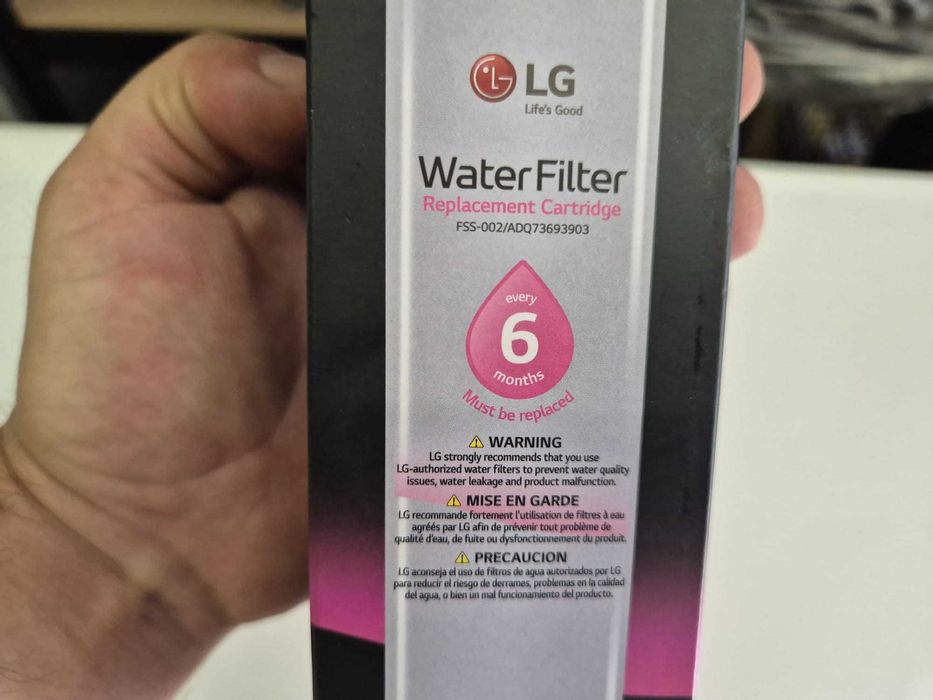 LG
Life's Good
Water Filter
Replacement Cartridge
FSS-002/ADQ73693903
every
6
months
Must be replaced
WARNING
LG strongly recommends that you use
LG-authorized water filters to prevent water quality
issues, water leakage and product malfunction.
MISE EN GARDE
LG recommande fortement l'utilisation de filtres à eau
agréés par LG afin de prévenir tout problème de
qualité d'eau, de fuite ou dysfonctionnement du produit.
PRECAUCION
LG aconseja el uso de filtros de agua autorizados por LG
para reducir el riesgo de derrames, problemas en la calidad
del agua, o bien un mal funcionamiento del producto.